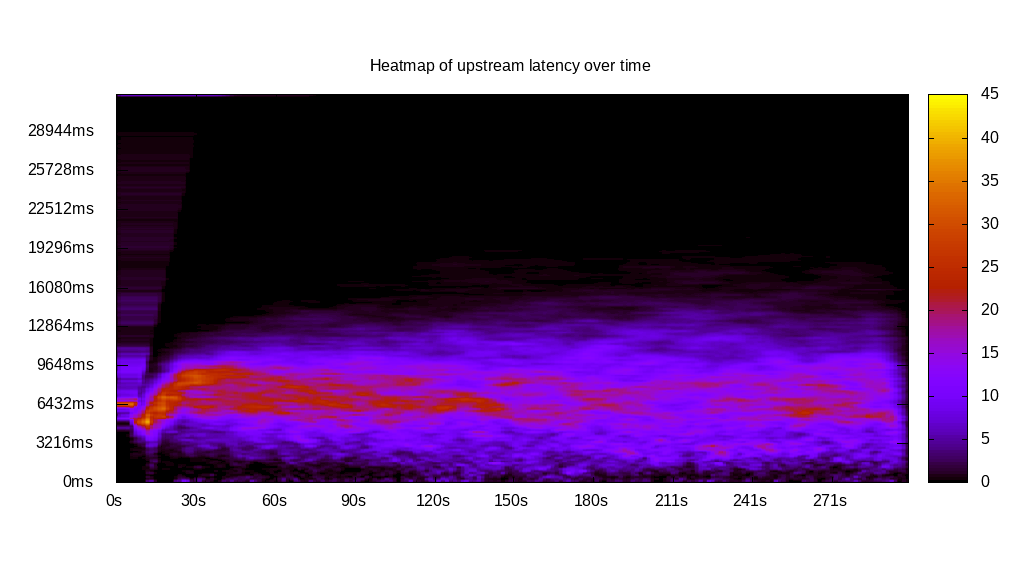 Heatmap of upstream latency over time
28944ms
25728ms
22512ms
19296ms
16080ms
12864ms
9648ms
6432ms
3216ms
0ms
0s 30s 60s 90s 120s 150s 180s 211s 241s 271s
45
40
35
30
25
20
15
10
5
0